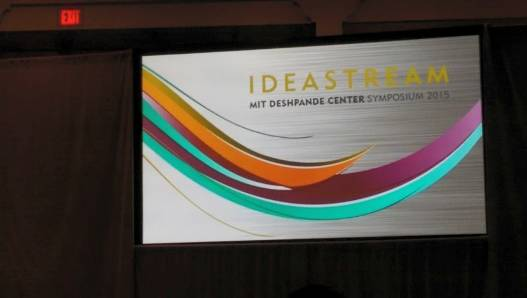 EXIT
IDEASTREAM
MIT DESHPANDE CENTER SYMPOSIUM 2015